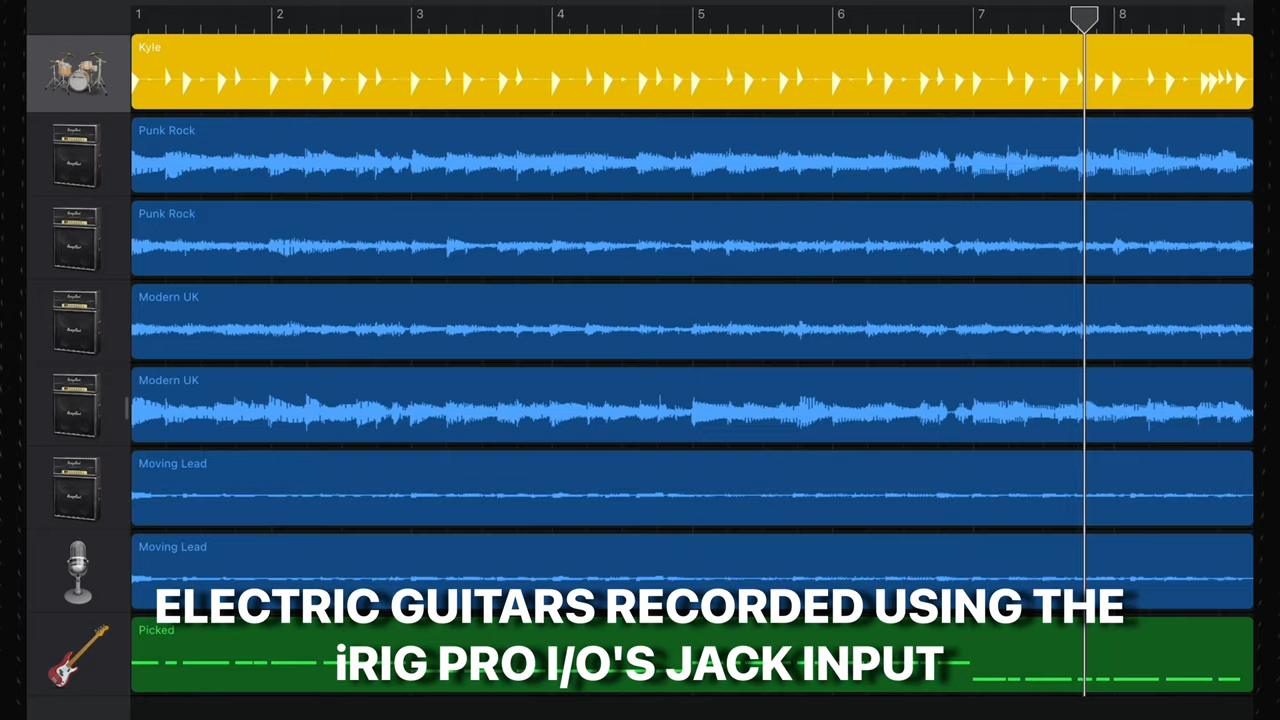 1 2 3 4 5 6 7 8 +
Kyle
Punk Rock
Punk Rock
Modern UK
Modern UK
Moving Lead
Moving Lead
ELECTRIC GUITARS RECORDED USING THE
Picked
iRIG PRO I/O'S JACK INPUT